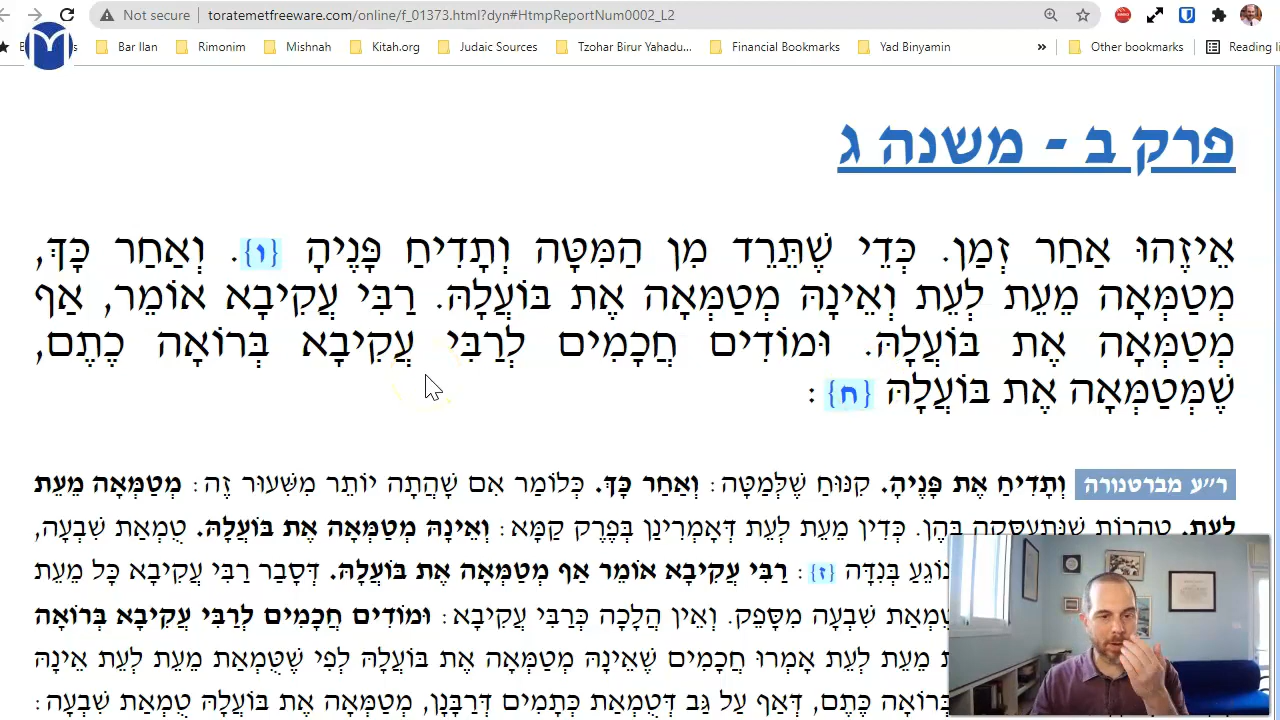 Not secure | toratemetfreeware.com/online/f_01373.html?dyn#HtmpReportNum0002_L2
Bar Ilan Rimonim Mishnah Kitah.org Judaic Sources Tzohar Birur Yahadu... Financial Bookmarks Yad Binyamin » Other bookmarks Reading li
פרק ב - משנה ג
אֵיזֶהוּ אַחַר זְמַן. כְּדֵי שֶׁתֵּרֵד מִן הַמִּטָּה וְתָדִיחַ פָּנֶיהָ {ו}. וְאַחַר כָּךְ,
מְטַמְּאָה מֵעֵת לְעֵת וְאֵינָהּ מְטַמְּאָה אֶת בּוֹעֲלָהּ. רַבִּי עֲקִיבָא אוֹמֵר, אַף
מְטַמְּאָה אֶת בּוֹעֲלָהּ. וּמוֹדִים חֲכָמִים לְרַבִּי עֲקִיבָא בְּרוֹאָה כֶתֶם,
שֶׁמְּטַמְּאָה אֶת בּוֹעֲלָהּ {ח} :
ר״ע מברטנורה וְתָדִיחַ אֶת פָּנֶיהָ. קִנּוּחַ שֶׁלְּמַטָּה: וְאַחַר כָּךְ. כְּלוֹמַר אִם שָׁהֲתָה יוֹתֵר מִשִּׁעוּר זֶה: מְטַמְּאָה מֵעֵת
לְעֵת. טְהֵרוֹת שֶׁנִּתְעַסְּקָה בָּהֶן. כְּדִין מֵעֵת לְעֵת דְּאָמְרִינַן בְּפֶרֶק קַמָּא: וְאֵינָהּ מְטַמְּאָה אֶת בּוֹעֲלָהּ. טֻמְאַת שִׁבְעָה,
נוֹגֵעַ בְּנִדָּה {ז}: רַבִּי עֲקִיבָא אוֹמֵר אַף מְטַמְּאָה אֶת בּוֹעֲלָהּ. דְּסָבַר רַבִּי עֲקִיבָא כָּל מֵעֵת
טֻמְאַת שִׁבְעָה מִסָּפֵק. וְאֵין הֲלָכָה כְּרַבִּי עֲקִיבָא: וּמוֹדִים חֲכָמִים לְרַבִּי עֲקִיבָא בְּרוֹאָה
מֵעֵת לְעֵת אָמְרוּ חֲכָמִים שֶׁאֵינָהּ מְטַמְּאָה אֶת בּוֹעֲלָהּ לְפִי שֶׁטֻּמְאַת מֵעֵת לְעֵת אֵינָהּ
בְּרוֹאָה כֶּתֶם, דְּאַף עַל גַּב דְּטֻמְאַת כְּתָמִים דְּרַבָּנָן, מְטַמְּאָה אֶת בּוֹעֲלָהּ טֻמְאַת שִׁבְעָה: